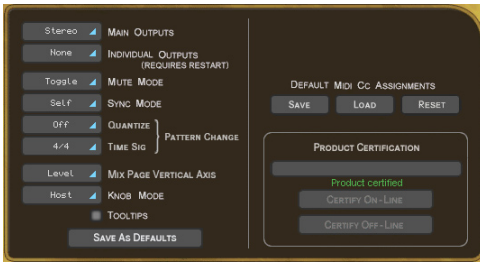 Stereo Main Outputs
None Individual Outputs
(requires restart)
Toggle Mute Mode
Self Sync Mode
Off Quantize
Pattern Change
4/4 Time Sig
Level Mix Page Vertical Axis
Host Knob Mode
Tooltips
Save As Defaults
Default Midi Cc Assignments
Save Load Reset
Product Certification
Product certified
Certify On-Line
Certify Off-Line